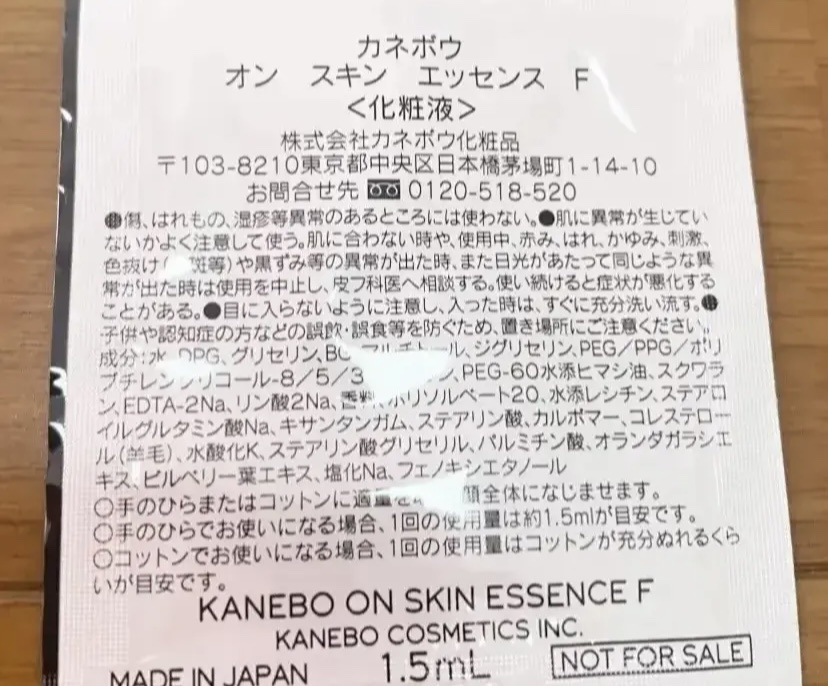 カネボウ
オン スキン エッセンス F
<化粧液>
株式会社カネボウ化粧品
〒103-8210東京都中央区日本橋茅場町1-14-10
お問合せ先 0120-518-520
●傷、はれもの、湿疹等異常のあるところには使わない。●肌に異常が生じてい
ないかよく注意して使う。肌に合わない時や、使用中、赤み、はれ、かゆみ、刺激、
色抜け( 斑等)や黒ずみ等の異常が出た時、また日光があたって同じような異
常が出た時は使用を中止し、皮フ科医へ相談する。使い続けると症状が悪化する
ことがある。●目に入らないように注意し、入った時は、すぐに充分洗い流す。●
子供や認知症の方などの誤飲・誤食等を防ぐため、置き場所にご注意ください。
成分:水、DPG、グリセリン、BG、マルチトール、ジグリセリン、PEG/PPG/ポリ
ブチレングリコール-8/5/3 ン、PEG-60水添ヒマシ油、スクワラ
ン、EDTA-2Na、リン酸2Na、香料、ポリソルベート20、水添レシチン、ステアロ
イルグルタミン酸Na、キサンタンガム、ステアリン酸、カルボマー、コレステロー
ル(羊毛)、水酸化K、ステアリン酸グリセリル、パルミチン酸、オランダガラシエ
キス、ビルベリー葉エキス、塩化Na、フェノキシエタノール
○手のひらまたはコットンに適量を 顔全体になじませます。
○手のひらでお使いになる場合、1回の使用量は約1.5mlが目安です。
○コットンでお使いになる場合、1回の使用量はコットンが充分ぬれるくら
いが目安です。
KANEBO ON SKIN ESSENCE F
KANEBO COSMETICS INC.
MADE IN JAPAN 1.5mL NOT FOR SALE